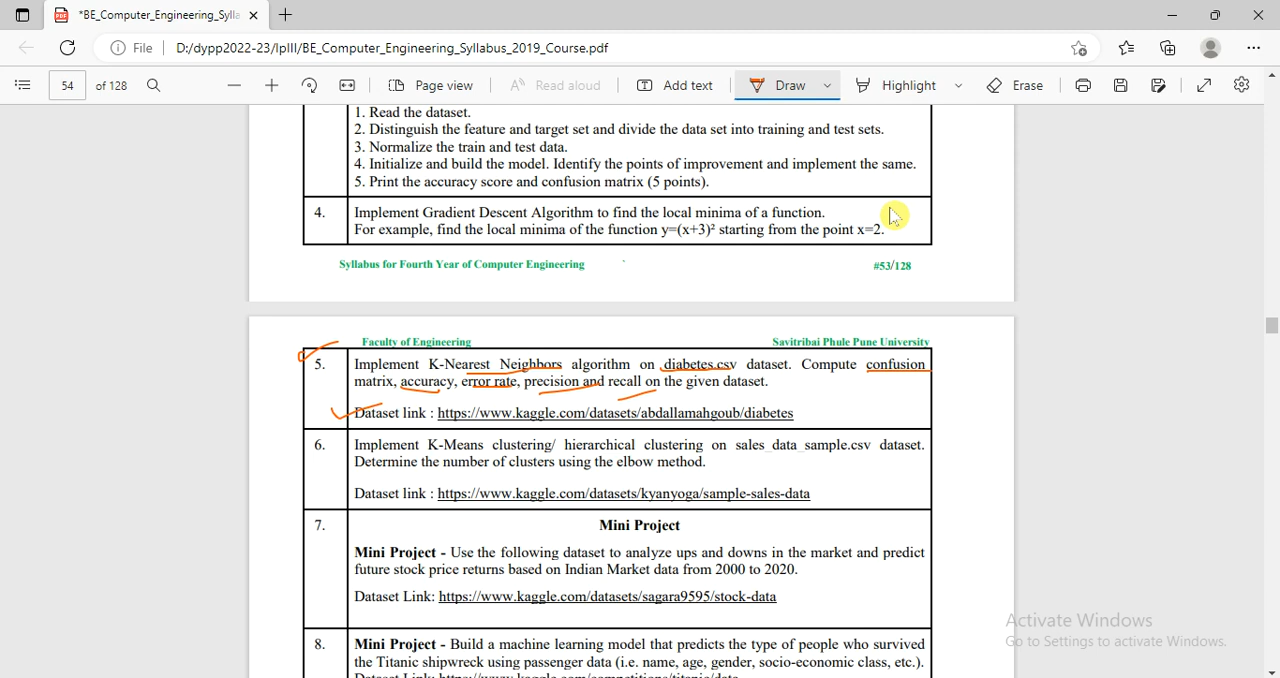 *BE_Computer_Engineering_Sylla
File
D:/dypp2022-23/lpIII/BE_Computer_Engineering_Syllabus_2019_Course.pdf
54 of 128
Page view
Read aloud
Add text
Draw
Highlight
Erase
1. Read the dataset.
2. Distinguish the feature and target set and divide the data set into training and test sets.
3. Normalize the train and test data.
4. Initialize and build the model. Identify the points of improvement and implement the same.
5. Print the accuracy score and confusion matrix (5 points).
4. Implement Gradient Descent Algorithm to find the local minima of a function.
For example, find the local minima of the function y=(x+3)² starting from the point x=2.
Syllabus for Fourth Year of Computer Engineering #53/128
Faculty of Engineering Savitribai Phule Pune University
5. Implement K-Nearest Neighbors algorithm on diabetes.csv dataset. Compute confusion
matrix, accuracy, error rate, precision and recall on the given dataset.
Dataset link : https://www.kaggle.com/datasets/abdallamahgoub/diabetes
6. Implement K-Means clustering/ hierarchical clustering on sales_data_sample.csv dataset.
Determine the number of clusters using the elbow method.
Dataset link : https://www.kaggle.com/datasets/kyanyoga/sample-sales-data
7. Mini Project
Mini Project - Use the following dataset to analyze ups and downs in the market and predict
future stock price returns based on Indian Market data from 2000 to 2020.
Dataset Link: https://www.kaggle.com/datasets/sagara9595/stock-data
8. Mini Project - Build a machine learning model that predicts the type of people who survived
the Titanic shipwreck using passenger data (i.e. name, age, gender, socio-economic class, etc.).
Dataset Link: https://www.kaggle.com/competitions/titanic/data
Activate Windows
Go to Settings to activate Windows.